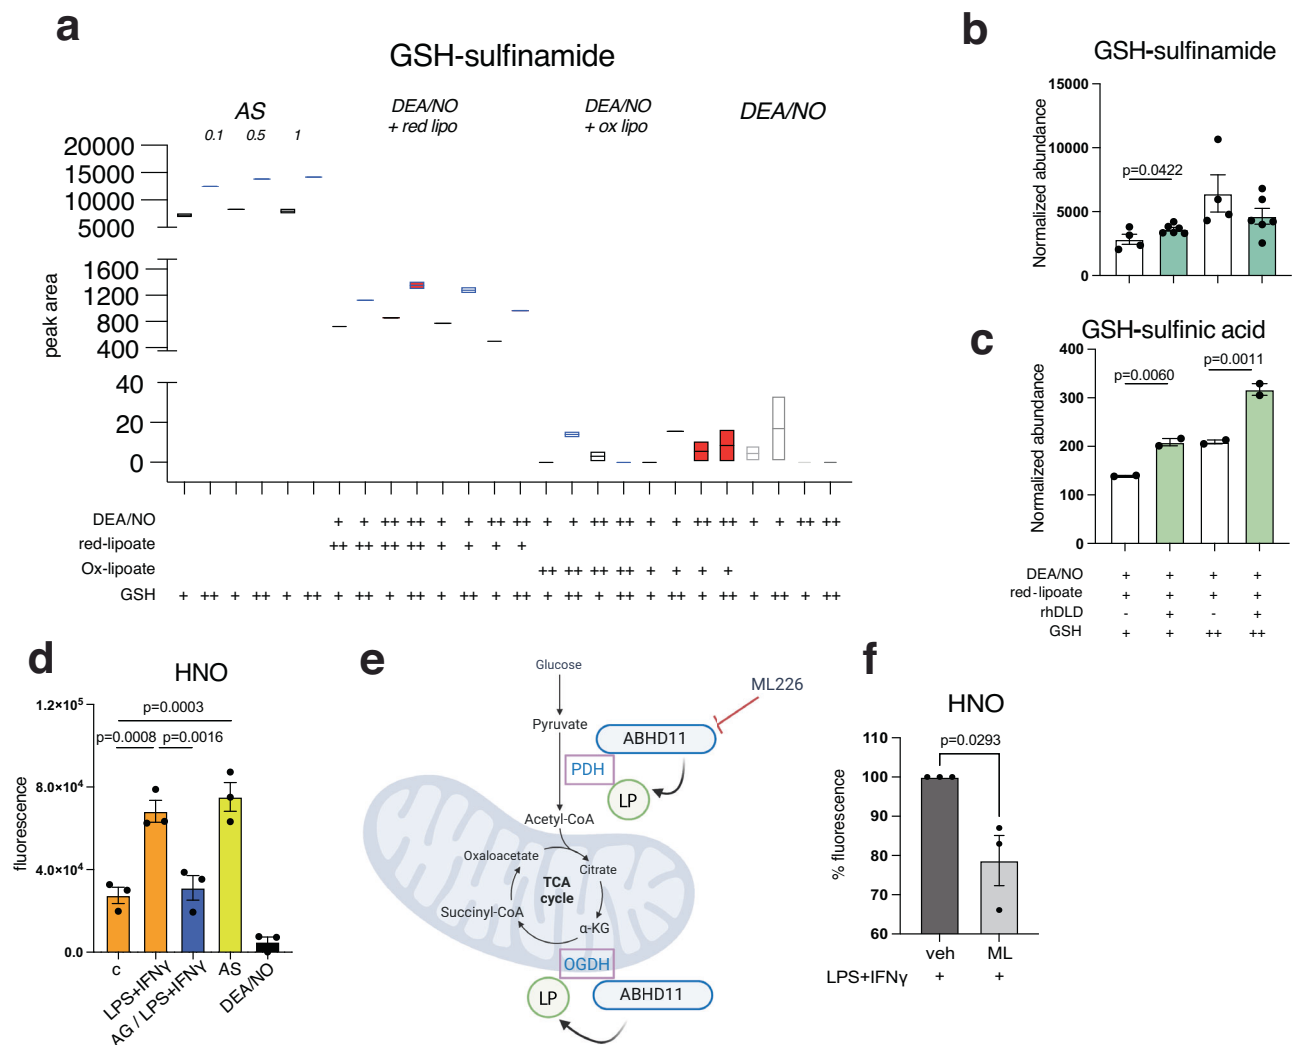 a
GSH-sulfinamide
AS
0.1 0.5 1
DEA/NO
+ red lipo
DEA/NO
+ ox lipo
DEA/NO
20000
15000
10000
5000
1600
1200
800
400
40
20
0
peak area
DEA/NO + + ++ ++ + + ++ ++ + + ++ ++ + + ++ ++ + + ++ ++
red-lipoate ++ ++ ++ ++ + + + +
Ox-lipoate ++ ++ ++ ++ + + + +
GSH + ++ + ++ + ++ + ++ + ++ + ++ + ++ + ++ + ++ + ++ + ++ + ++ + ++
b
GSH-sulfinamide
15000
10000
5000
0
Normalized abundance
p=0.0422
c
GSH-sulfinic acid
400
300
200
100
0
Normalized abundance
p=0.0060
p=0.0011
DEA/NO + + + +
red-lipoate + + + +
rhDLD - + - +
GSH + + ++ ++
d
HNO
1.2×10⁵
8.0×10⁴
4.0×10⁴
0.0
fluorescence
p=0.0003
p=0.0008
p=0.0016
c
LPS+IFNγ
AG / LPS+IFNγ
AS
DEA/NO
e
Glucose
Pyruvate
ML226
ABHD11
PDH
LP
Acetyl-CoA
Oxaloacetate
Citrate
TCA
cycle
Succinyl-CoA
α-KG
OGDH
LP
ABHD11
f
HNO
110
100
90
80
70
60
% fluorescence
p=0.0293
veh ML
LPS+IFNγ + +